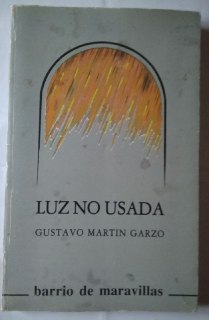 LUZ NO USADA
GUSTAVO MARTIN GARZO
barrio de maravillas